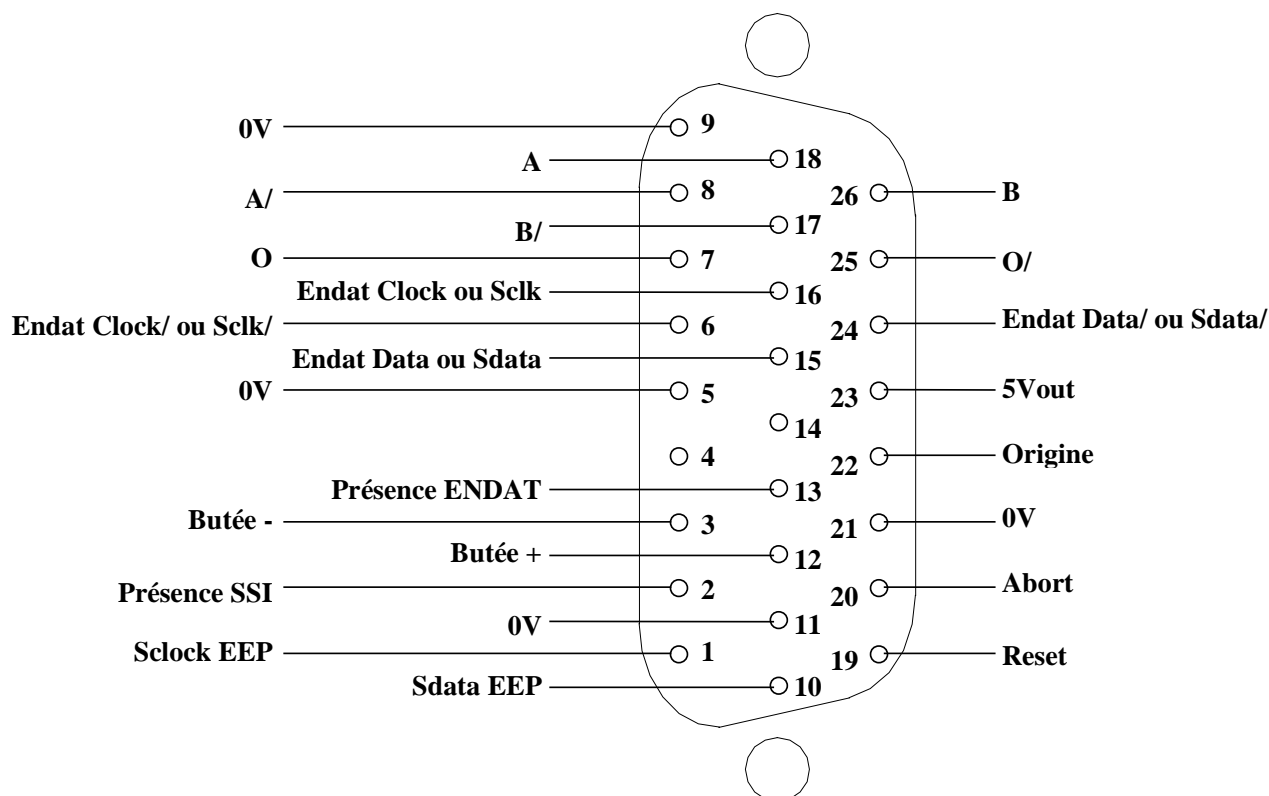 0V 9
A 18
A/ 8 26 B
B/ 17
O 7 25 O/
Endat Clock ou Sclk 16
Endat Clock/ ou Sclk/ 6 24 Endat Data/ ou Sdata/
Endat Data ou Sdata 15
0V 5 23 5Vout
14
4 22 Origine
Présence ENDAT 13
Butée - 3 21 0V
Butée + 12
Présence SSI 2 20 Abort
0V 11
Sclock EEP 1 19 Reset
Sdata EEP 10